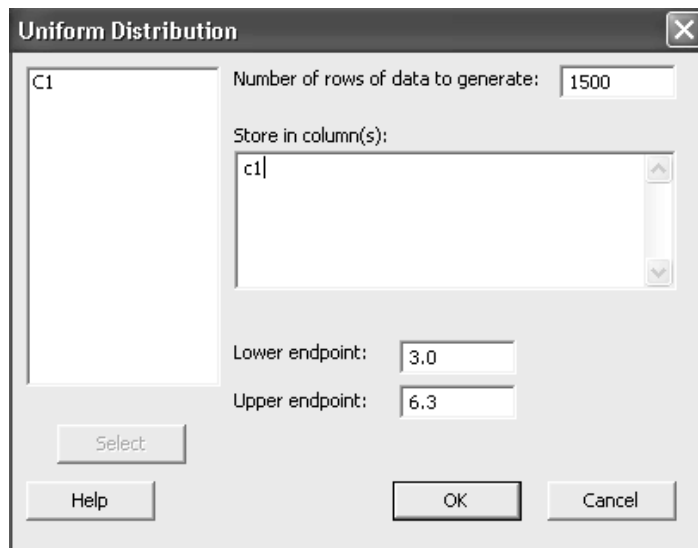 Uniform Distribution
C1
Number of rows of data to generate: 1500
Store in column(s):
c1
Lower endpoint: 3.0
Upper endpoint: 6.3
Select
Help OK Cancel